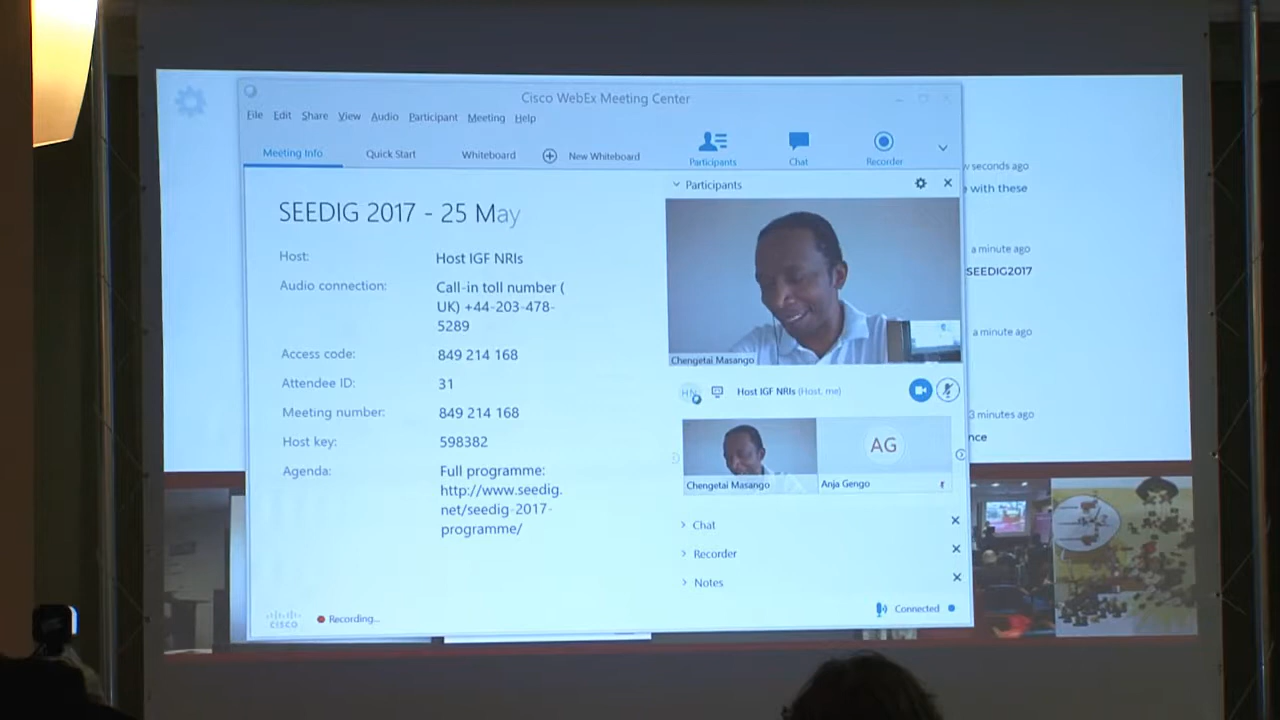 Cisco WebEx Meeting Center
File Edit Share View Audio Participant Meeting Help
Meeting Info Quick Start Whiteboard New Whiteboard Participants Chat Recorder
Participants
SEEDIG 2017 - 25 May
Host: Host IGF NRIs
Audio connection: Call-in toll number (
UK) +44-203-478-
5289
Access code: 849 214 168
Attendee ID: 31
Meeting number: 849 214 168
Host key: 598382
Agenda: Full programme:
http://www.seedig.
net/seedig-2017-
programme/
CISCO Recording...
Chengetai Masango
HN Host IGF NRIs (Host, me)
AG
Chengetai Masango Anja Gengo
Chat
Recorder
Notes
Connected
seconds ago
with these
a minute ago
SEEDIG2017
a minute ago
3 minutes ago